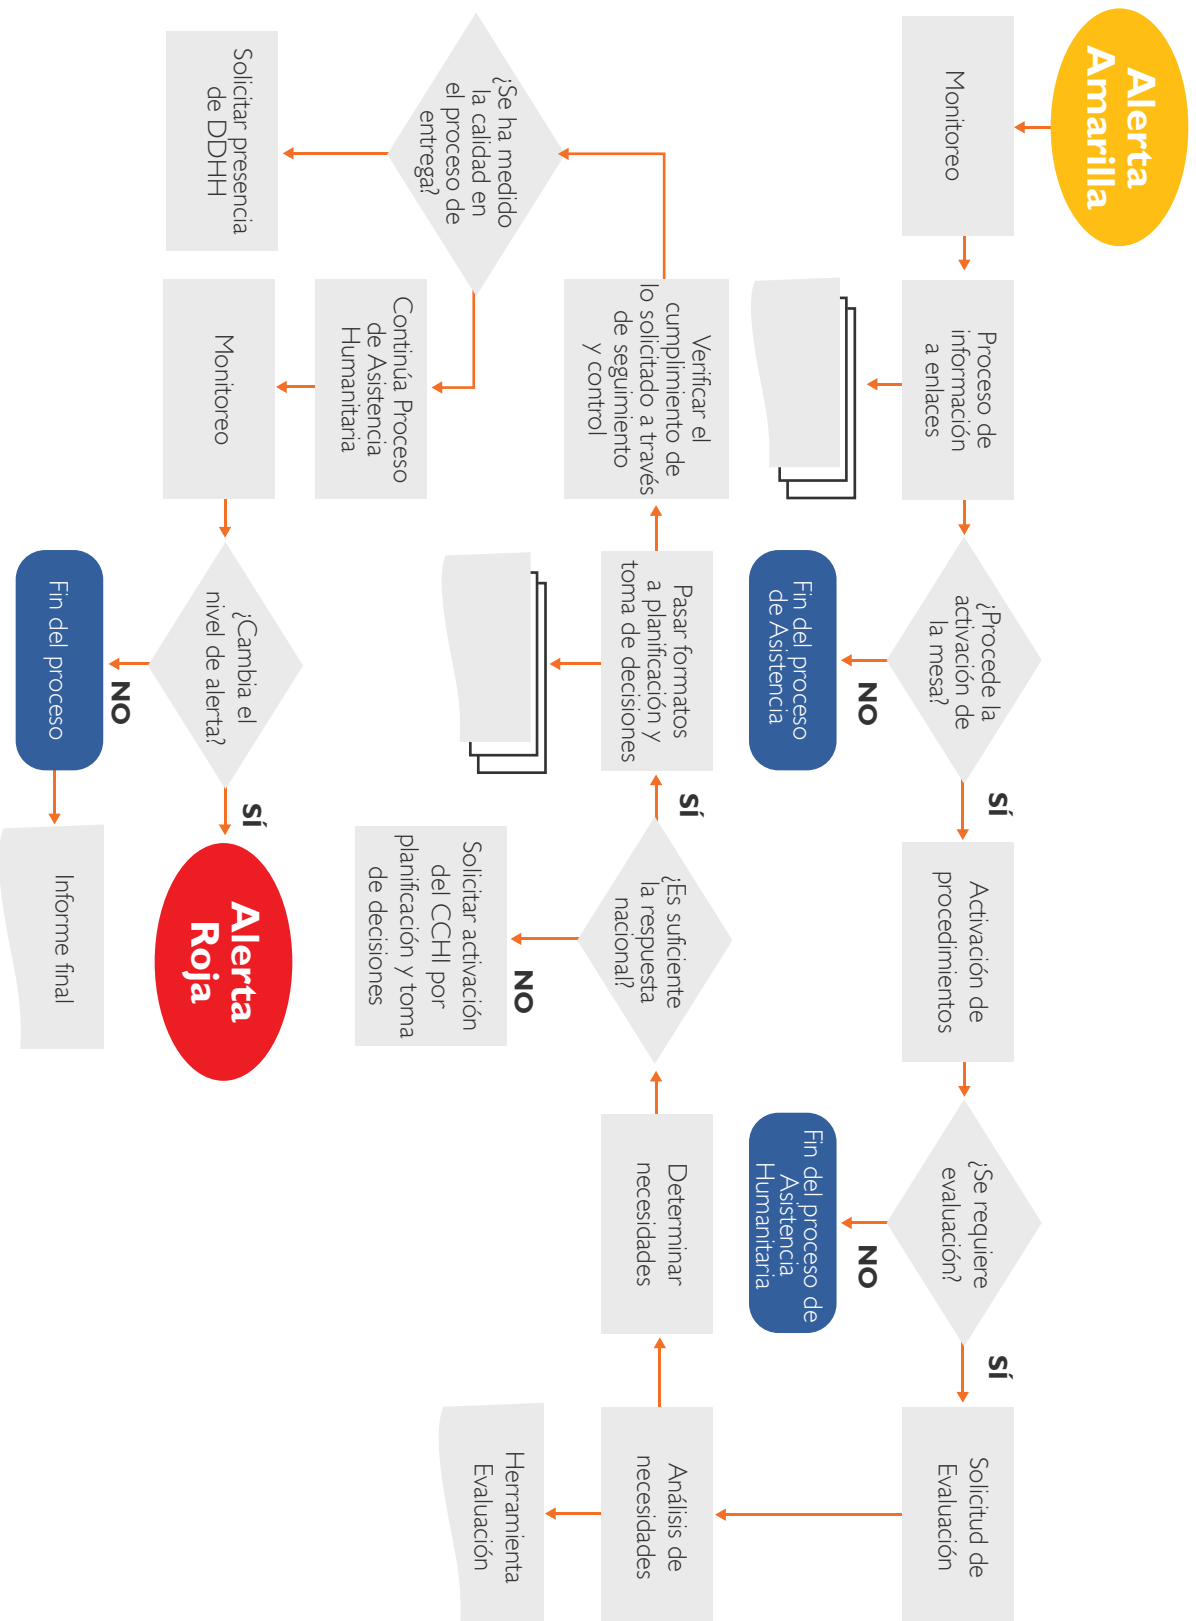 Alerta
Amarilla
Monitoreo
Proceso de
información
a enlaces
¿Procede la
activación de
la mesa?
NO
Fin del proceso
de Asistencia
SÍ
Activación de
procedimientos
¿Se requiere
evaluación?
NO
Fin del proceso de
Asistencia
Humanitaria
SÍ
Solicitud de
Evaluación
Análisis de
necesidades
Herramienta
Evaluación
Determinar
necesidades
¿Es suficiente
la respuesta
nacional?
NO
Solicitar activación
del CCHI por
planificación y toma
de decisiones
SÍ
Pasar formatos
a planificación y
toma de decisiones
Verificar el
cumplimiento de
lo solicitado a través
de seguimiento
y control
¿Se ha medido
la calidad en
el proceso de
entrega?
Solicitar presencia
de DDHH
Continúa Proceso
de Asistencia
Humanitaria
Monitoreo
¿Cambia el
nivel de alerta?
NO
Fin del proceso
Informe final
SÍ
Alerta
Roja